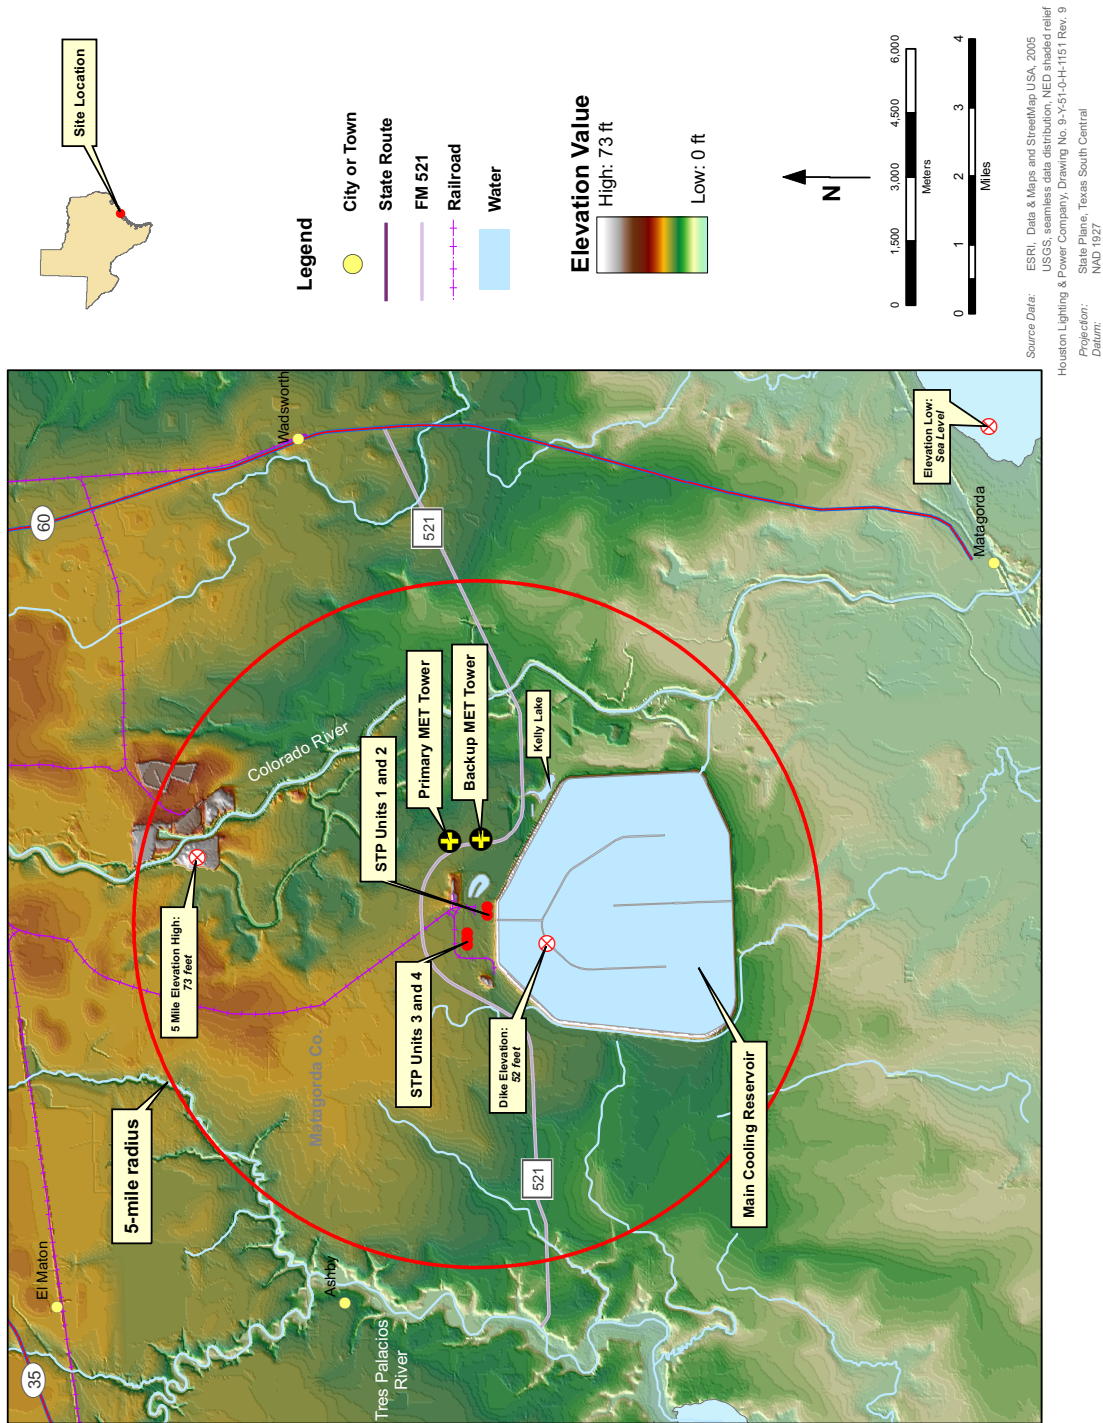 35
El Maton
5-mile radius
Ashby
Tres Palacios
River
Matagorda Co.
5 Mile Elevation High:
73 feet
60
Wadsworth
Colorado River
521
STP Units 1 and 2
Primary MET Tower
Backup MET Tower
Kelly Lake
STP Units 3 and 4
Dike Elevation:
52 feet
521
Main Cooling Reservoir
Elevation Low:
Sea Level
Matagorda
Site Location
Legend
City or Town
State Route
FM 521
Railroad
Water
Elevation Value
High: 73 ft
Low: 0 ft
N
0 1,500 3,000 4,500 6,000
Meters
0 1 2 3 4
Miles
Source Data: ESRI, Data & Maps and StreetMap USA, 2005
USGS, seamless data distribution, NED shaded relief
Houston Lighting & Power Company, Drawing No. 9-Y-51-0-H-1151 Rev. 9
Projection: State Plane, Texas South Central
Datum: NAD 1927